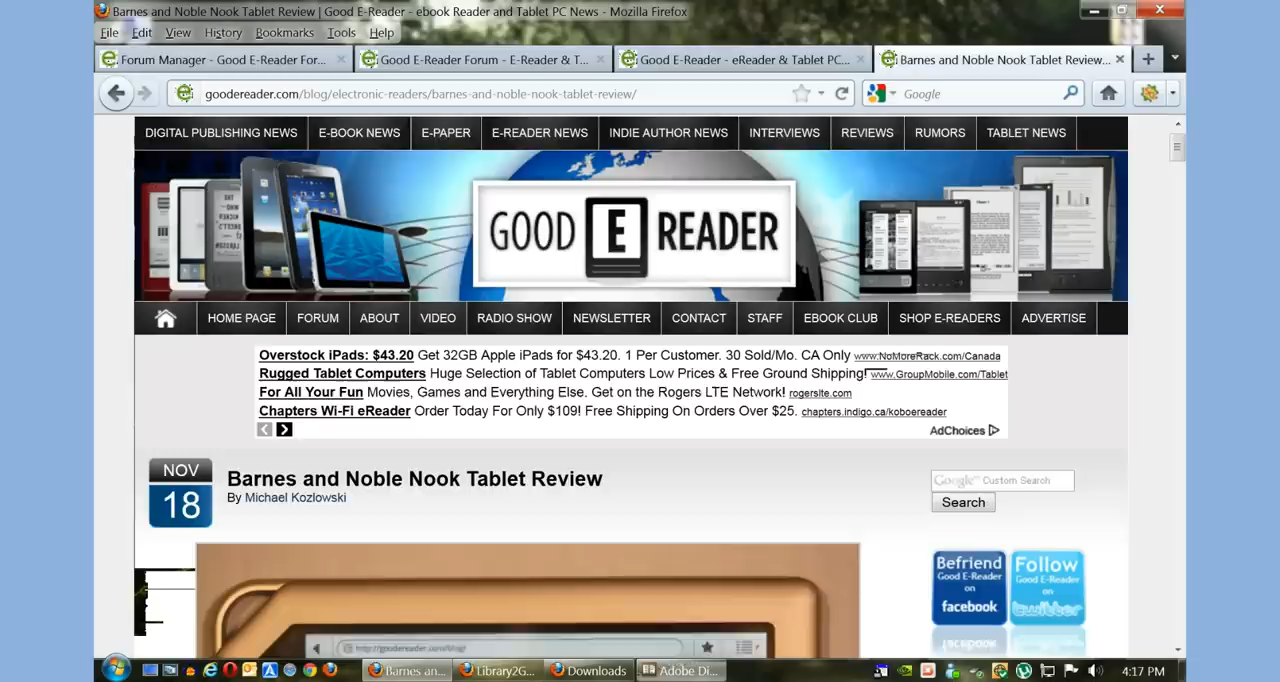 Barnes and Noble Nook Tablet Review | Good E-Reader - ebook Reader and Tablet PC News - Mozilla Firefox
File Edit View History Bookmarks Tools Help
Forum Manager - Good E-Reader For...
Good E-Reader Forum - E-Reader & T...
Good E-Reader - eReader & Tablet PC...
Barnes and Noble Nook Tablet Review...
goodereader.com/blog/electronic-readers/barnes-and-noble-nook-tablet-review/
Google
DIGITAL PUBLISHING NEWS E-BOOK NEWS E-PAPER E-READER NEWS INDIE AUTHOR NEWS INTERVIEWS REVIEWS RUMORS TABLET NEWS
GOOD E READER
HOME PAGE FORUM ABOUT VIDEO RADIO SHOW NEWSLETTER CONTACT STAFF EBOOK CLUB SHOP E-READERS ADVERTISE
Overstock iPads: $43.20 Get 32GB Apple iPads for $43.20. 1 Per Customer. 30 Sold/Mo. CA Only www.NoMoreRack.com/Canada
Rugged Tablet Computers Huge Selection of Tablet Computers Low Prices & Free Ground Shipping! www.GroupMobile.com/Tablet
For All Your Fun Movies, Games and Everything Else. Get on the Rogers LTE Network! rogersite.com
Chapters Wi-Fi eReader Order Today For Only $109! Free Shipping On Orders Over $25. chapters.indigo.ca/koboereader
AdChoices
NOV
18
Barnes and Noble Nook Tablet Review
By Michael Kozlowski
Google™ Custom Search
Search
Befriend
Good E-Reader
on
facebook
Follow
Good E-Reader
on
twitter
http://goodereader.com/blog/
Barnes an...
Library2G...
Downloads
Adobe Di...
4:17 PM